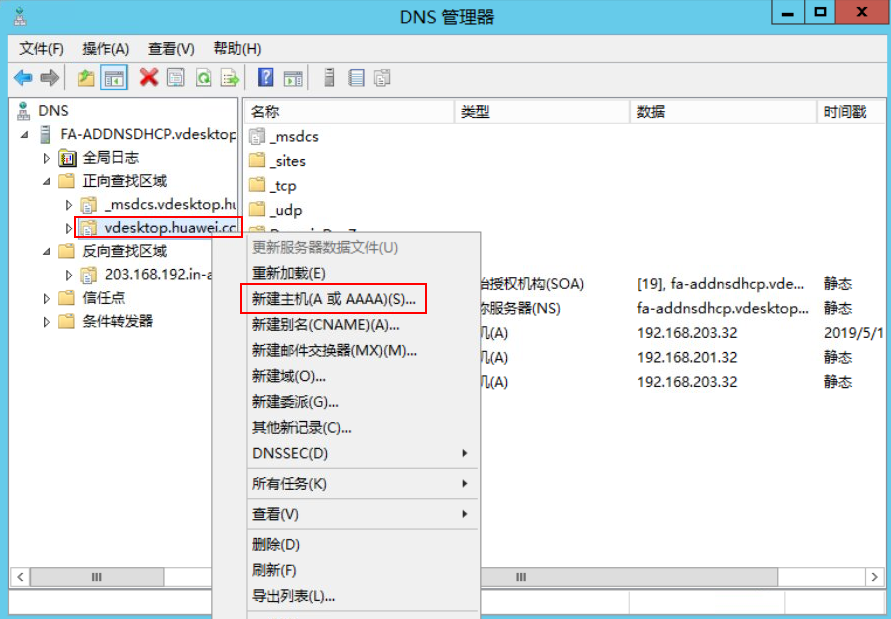 DNS 管理器
文件(F) 操作(A) 查看(V) 帮助(H)
DNS
FA-ADDNSDHCP.vdesktop
全局日志
正向查找区域
_msdcs.vdesktop.hu
vdesktop.huawei.cc
反向查找区域
203.168.192.in-a
信任点
条件转发器
名称 类型 数据 时间戳
_msdcs
_sites
_tcp
_udp
更新服务器数据文件(U)
重新加载(E)
新建主机(A 或 AAAA)(S)...
新建别名(CNAME)(A)...
新建邮件交换器(MX)(M)...
新建域(O)...
新建委派(G)...
其他新记录(C)...
DNSSEC(D)
所有任务(K)
查看(V)
删除(D)
刷新(F)
导出列表(L)...
授权机构(SOA) [19], fa-addnsdhcp.vde... 静态
服务器(NS) fa-addnsdhcp.vdesktop... 静态
机(A) 192.168.203.32 2019/5/1
机(A) 192.168.201.32 静态
机(A) 192.168.203.32 静态